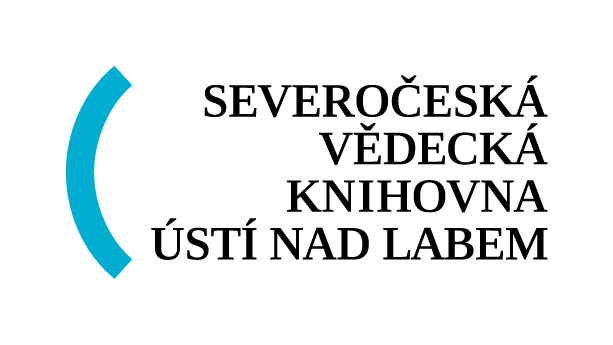 SEVEROČESKÁ
VĚDECKÁ
KNIHOVNA
ÚSTÍ NAD LABEM